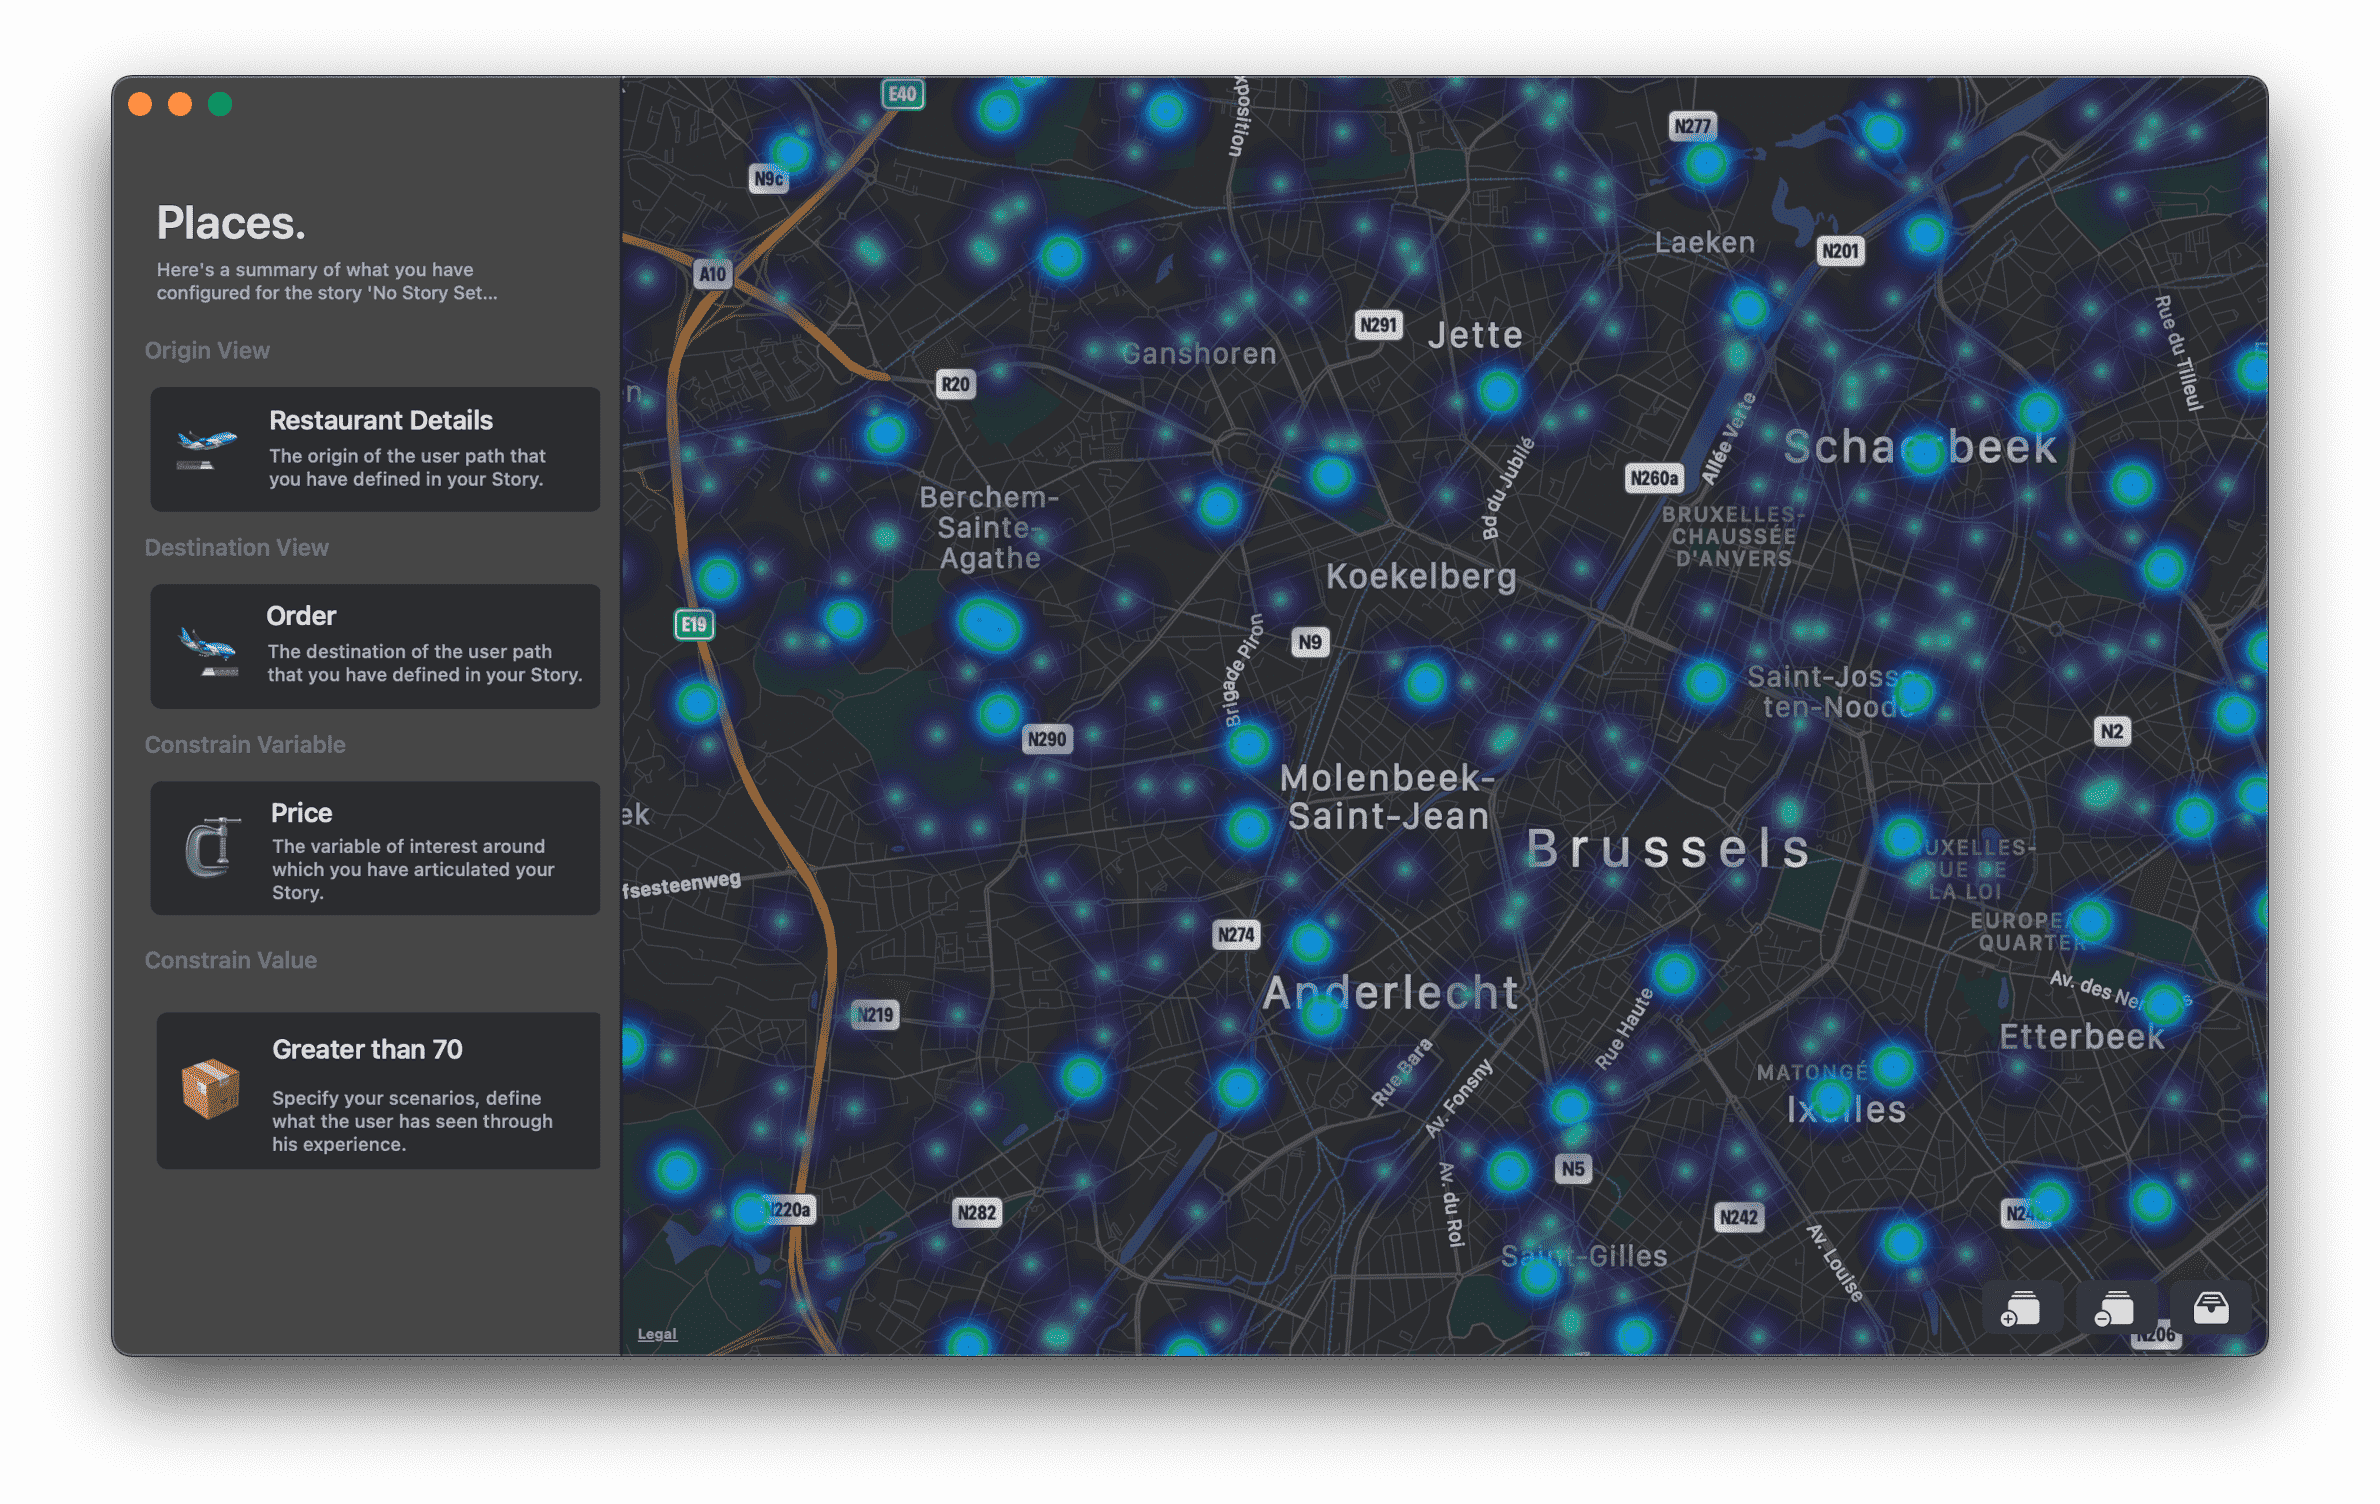 Places.
Here's a summary of what you have
configured for the story 'No Story Set...
Origin View
Restaurant Details
The origin of the user path that
you have defined in your Story.
Destination View
Order
The destination of the user path
that you have defined in your Story.
Constrain Variable
Price
The variable of interest around
which you have articulated your
Story.
Constrain Value
Greater than 70
Specify your scenarios, define
what the user has seen through
his experience.
E40
xposition
N277
N9c
Laeken
N201
A10
N291
Jette
Ganshoren
Rue du Tilleul
R20
Allée Verte
Schaerbeek
Bd du Jubilé
N260a
Berchem-
Sainte-
Agathe
BRUXELLES-
CHAUSSÉE
D'ANVERS
Koekelberg
E19
N9
Brigade Piron
Saint-Josse-
ten-Noode
N290
N2
Molenbeek-
Saint-Jean
ek
Brussels
UXELLES-
RUE DE
LA LOI
fsesteenweg
EUROPEA
QUARTER
N274
Anderlecht
Av. des Ner
N219
Rue Haute
Etterbeek
Rue Bara
Av. Fonsny
MATONGÉ
Ixelles
N5
Av. du Roi
N220a
N282
N242
Av. Louise
Saint-Gilles
Legal
N206